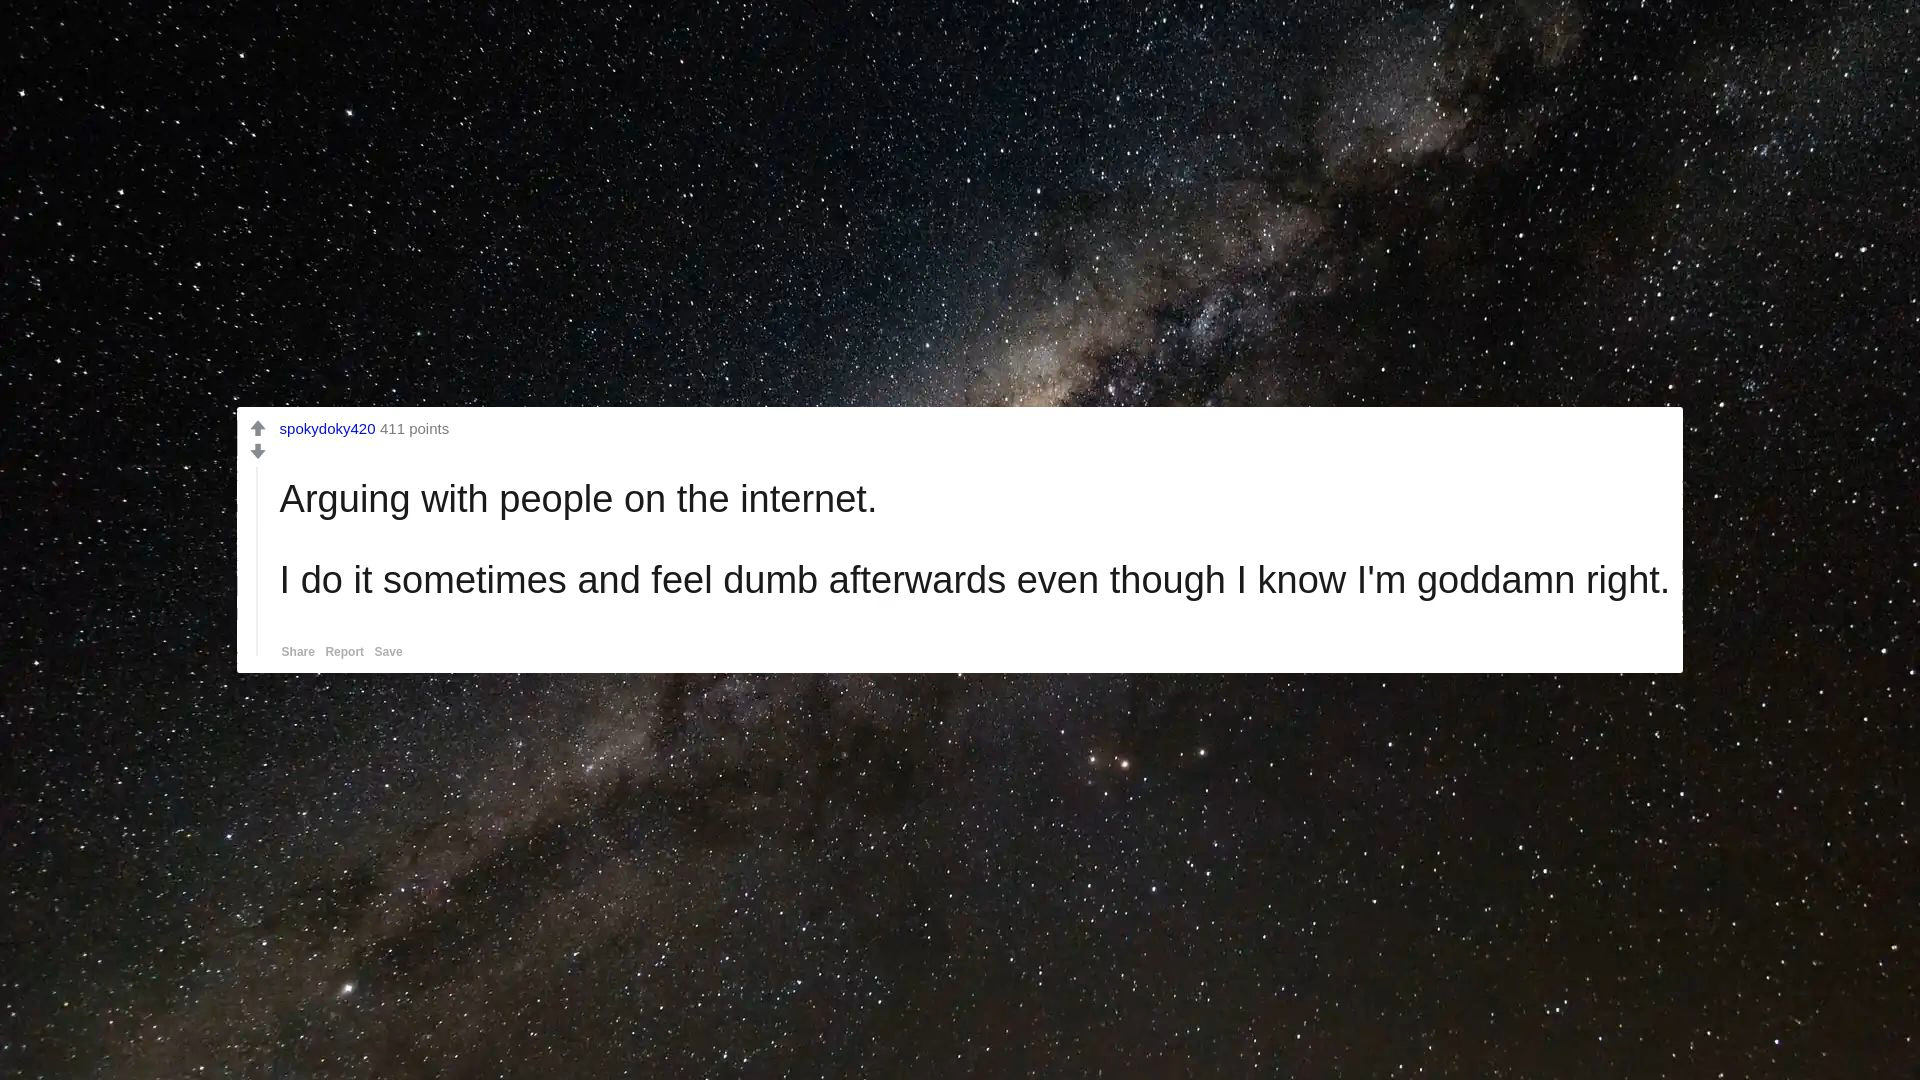 spokydoky420 411 points
Arguing with people on the internet.
I do it sometimes and feel dumb afterwards even though I know I'm goddamn right.
Share Report Save